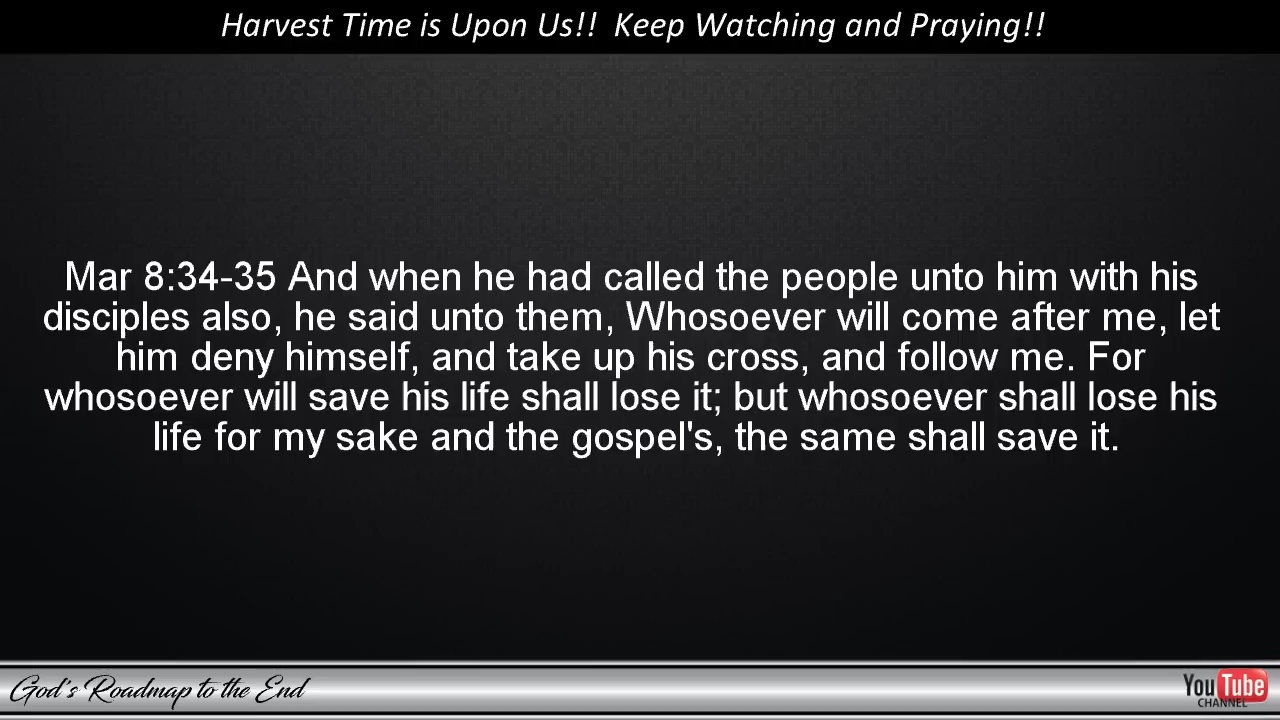 Harvest Time is Upon Us!!  Keep Watching and Praying!!
Mar 8:34-35 And when he had called the people unto him with his
disciples also, he said unto them, Whosoever will come after me, let
him deny himself, and take up his cross, and follow me. For
whosoever will save his life shall lose it; but whosoever shall lose his
life for my sake and the gospel's, the same shall save it.
God's Roadmap to the End
YouTube
CHANNEL